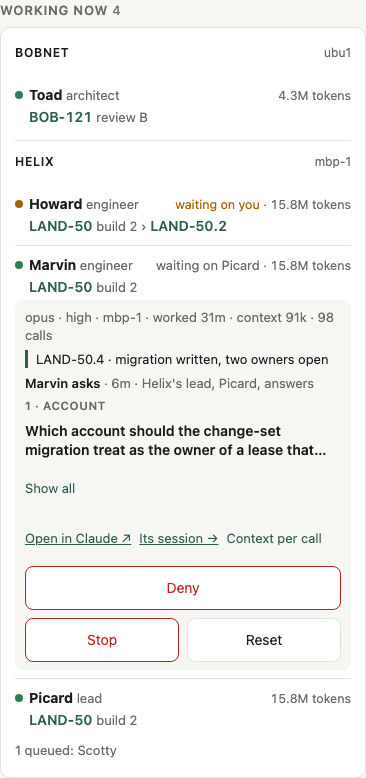 WORKING NOW 4
BOBNET ubu1
Toad architect 4.3M tokens
BOB-121 review B
HELIX mbp-1
Howard engineer waiting on you · 15.8M tokens
LAND-50 build 2 › LAND-50.2
Marvin engineer waiting on Picard · 15.8M tokens
LAND-50 build 2
opus · high · mbp-1 · worked 31m · context 91k · 98
calls
LAND-50.4 · migration written, two owners open
Marvin asks · 6m · Helix's lead, Picard, answers
1 · ACCOUNT
Which account should the change-set
migration treat as the owner of a lease that...
Show all
Open in Claude ↗ Its session → Context per call
Deny
Stop Reset
Picard lead 15.8M tokens
LAND-50 build 2
1 queued: Scotty